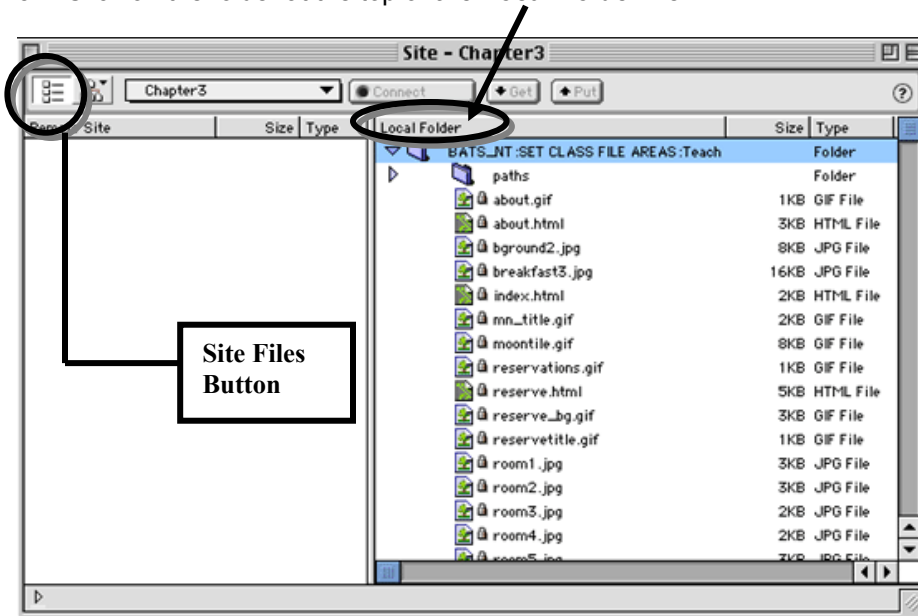 Site – Chapter3
Chapter3 Connect Get Put ?
Site Size Type Local Folder Size Type
BATS_NT:SET CLASS FILE AREAS:Teach Folder
paths Folder
about.gif 1KB GIF File
about.html 3KB HTML File
bground2.jpg 8KB JPG File
breakfast3.jpg 16KB JPG File
index.html 2KB HTML File
mn_title.gif 2KB GIF File
moontile.gif 8KB GIF File
reservations.gif 1KB GIF File
reserve.html 5KB HTML File
reserve_bg.gif 3KB GIF File
reservetitle.gif 1KB GIF File
room1.jpg 3KB JPG File
room2.jpg 3KB JPG File
room3.jpg 2KB JPG File
room4.jpg 2KB JPG File
room5.jpg JPG File
Site Files
Button